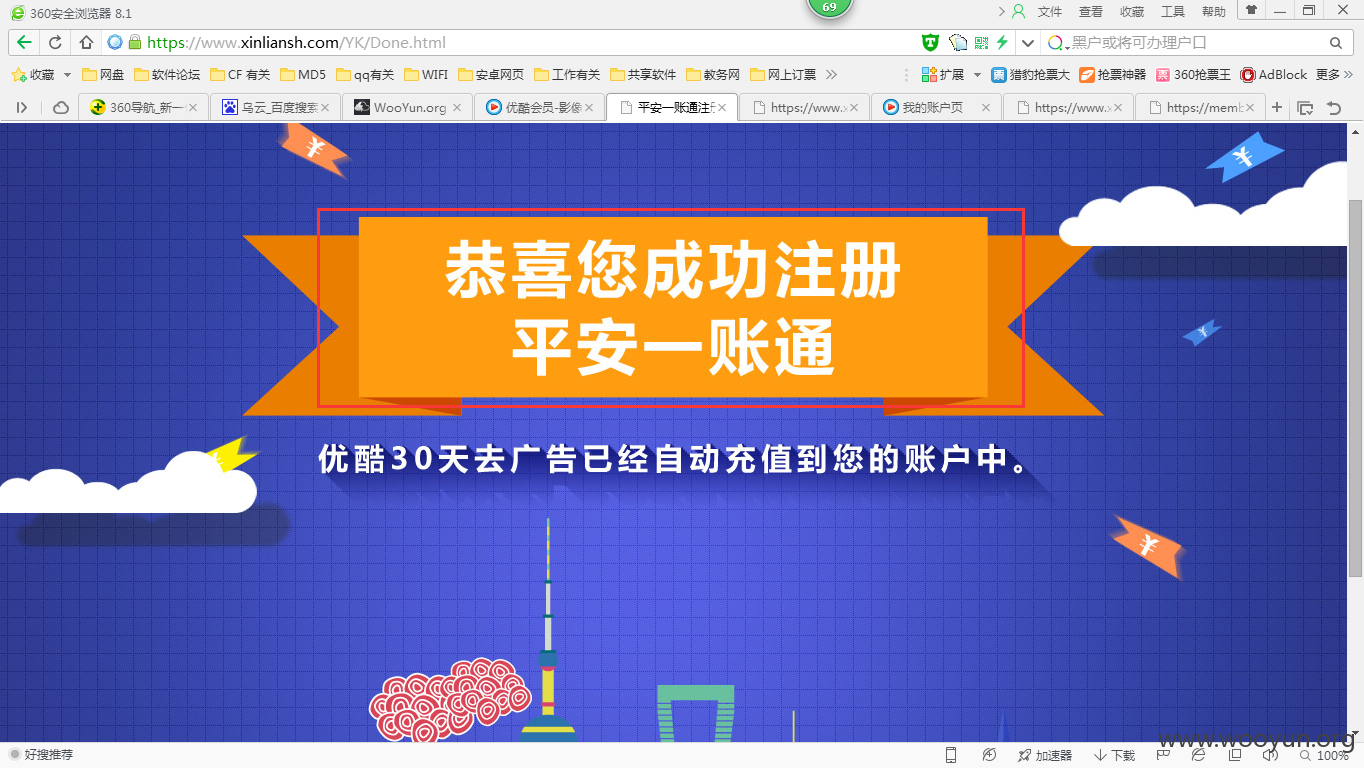 360安全浏览器 8.1
69
文件 查看 收藏 工具 帮助
https://www.xinliansh.com/YK/Done.html
黑户或将可办理户口
收藏 网盘 软件论坛 CF 有关 MD5 qq有关 WIFI 安卓网页 工作有关 共享软件 教务网 网上订票 扩展 猎豹抢票大 抢票神器 360抢票王 AdBlock 更多
360导航_新一 乌云_百度搜索 WooYun.org 优酷会员-影像 平安一账通注册 https://www.x 我的账户页 https://www.x https://memb
¥
¥
恭喜您成功注册
平安一账通
¥
优酷30天去广告已经自动充值到您的账户中。
¥
好搜推荐
加速器 下载 100%
www.wooyun.org